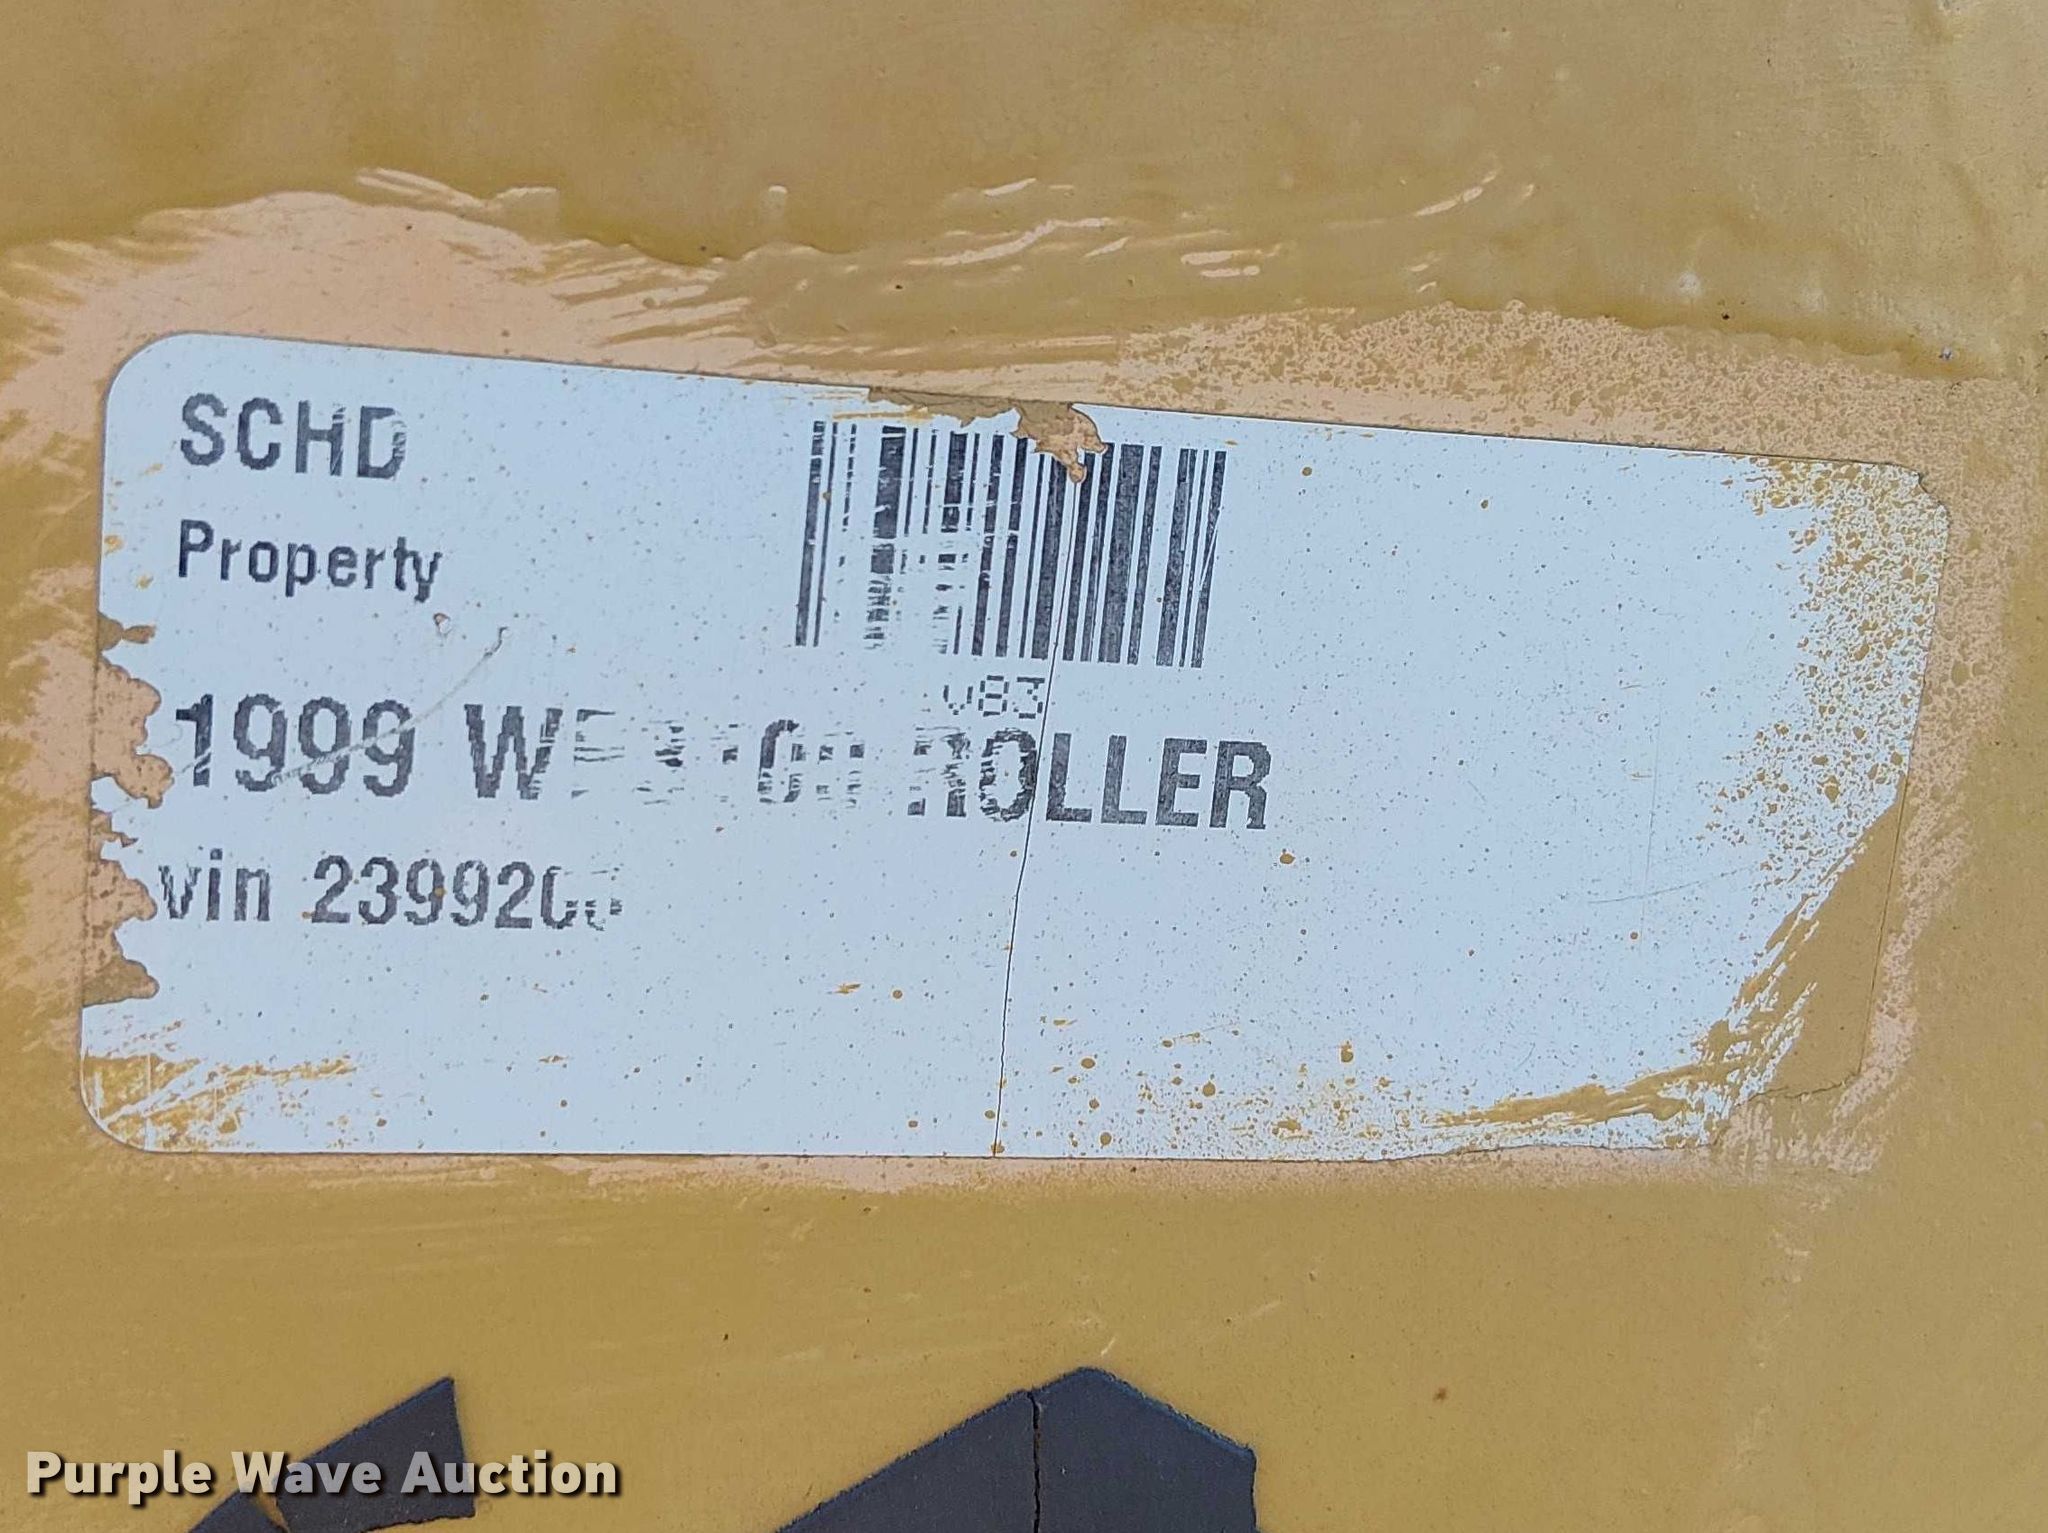 SCHD
Property
v83
1999 ROLLER
vin
Purple Wave Auction